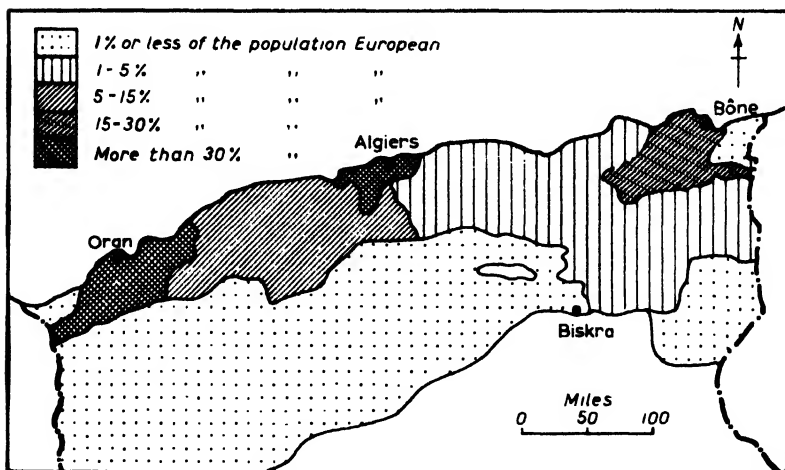 1% or less of the population European
1-5% " " "
5-15% " " "
15-30% " "
More than 30% "
N
Bône
Algiers
Oran
Biskra
Miles
0 50 100